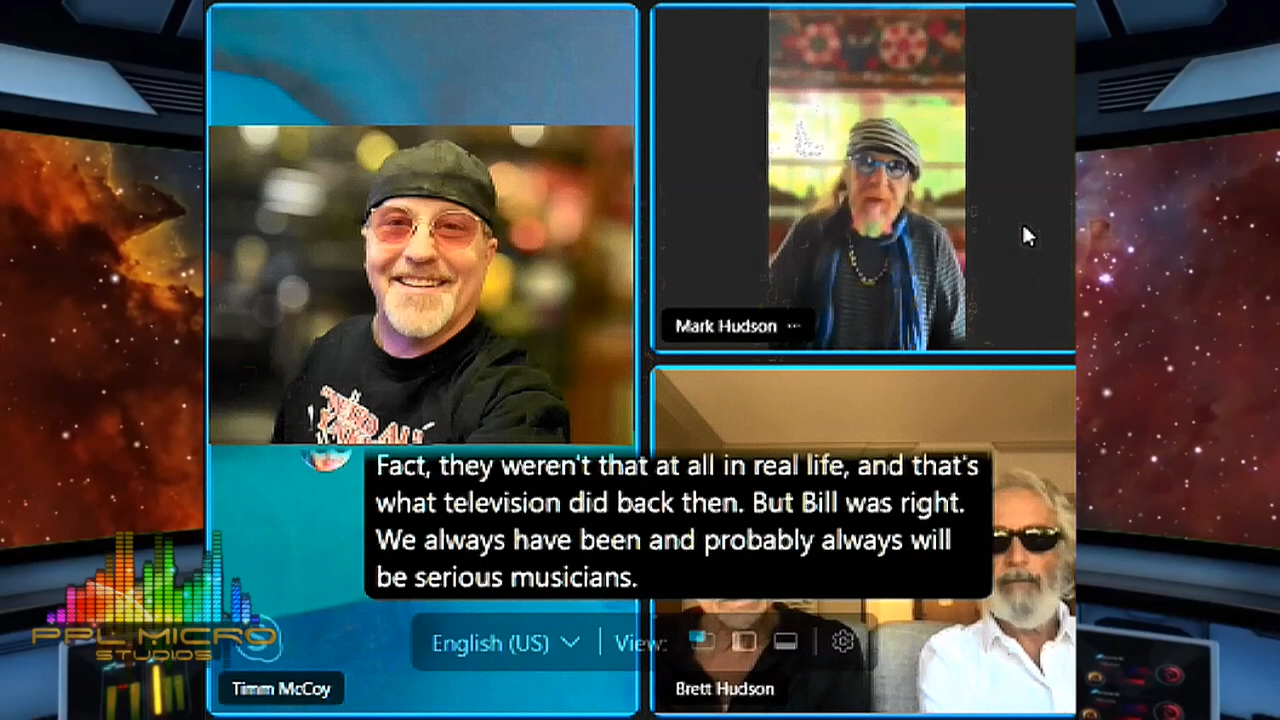 Mark Hudson ...
Fact, they weren't that at all in real life, and that's
what television did back then. But Bill was right.
We always have been and probably always will
be serious musicians.
English (US)
View:
PPL MICRO
STUDIOS
Timm McCoy
Brett Hudson